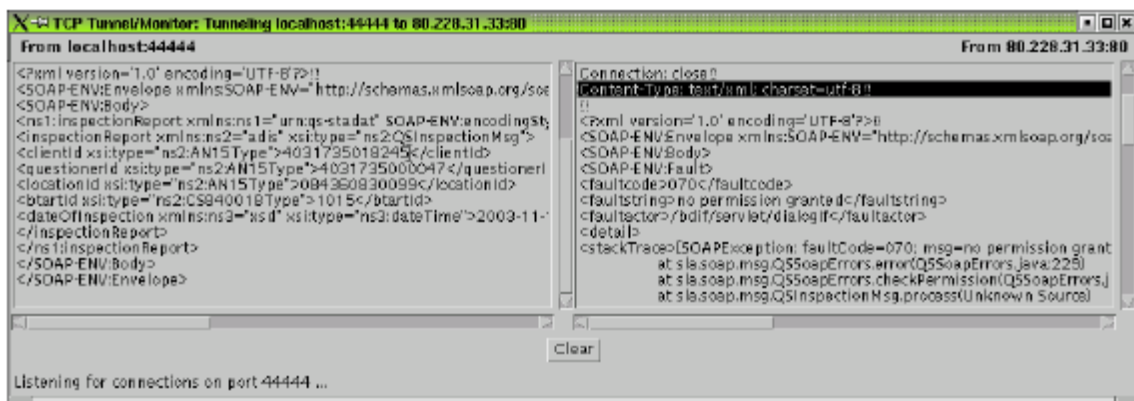 TCP Tunnel/Monitor: Tunneling localhost:44444 to 80.228.31.33:80
From localhost:44444
From 80.228.31.33:80
<?xml version='1.0' encoding='UTF-8'?>
<SOAP-ENV:Envelope xmlns:SOAP-ENV="http://schemas.xmlsoap.org/soa
<SOAP-ENV:Body>
<ns1:inspectionReport xmlns:ns1="urn:qs-stadat" SOAP-ENV:encodingSty
<inspectionReport xmlns:ns2="adis" xsi:type="ns2:QSInspectionMsg">
<clientId xsi:type="ns2:AN15Type">4031735018245</clientId>
<questionerId xsi:type="ns2:AN15Type">4031735000047</questionerI
<locationId xsi:type="ns2:AN15Type">084360830099</locationId>
<btartId xsi:type="ns2:CS840018Type">1015</btartId>
<dateOfInspection xmlns:ns3="xsd" xsi:type="ns3:dateTime">2003-11-
</inspectionReport>
</ns1:inspectionReport>
</SOAP-ENV:Body>
</SOAP-ENV:Envelope>
Connection: close
Content-Type: text/xml; charset=utf-8
<?xml version='1.0' encoding='UTF-8'?>
<SOAP-ENV:Envelope xmlns:SOAP-ENV="http://schemas.xmlsoap.org/soa
<SOAP-ENV:Body>
<SOAP-ENV:Fault>
<faultcode>070</faultcode>
<faultstring>no permission granted</faultstring>
<faultactor>/bdif/servlet/dialogIf</faultactor>
<detail>
<stackTrace>[SOAPException: faultCode=070; msg=no permission grant
at sla.soap.msg.QSSoapErrors.error(QSSoapErrors.java:225)
at sla.soap.msg.QSSoapErrors.checkPermission(QSSoapErrors.j
at sla.soap.msg.QSInspectionMsg.process(Unknown Source)
Clear
Listening for connections on port 44444 ...